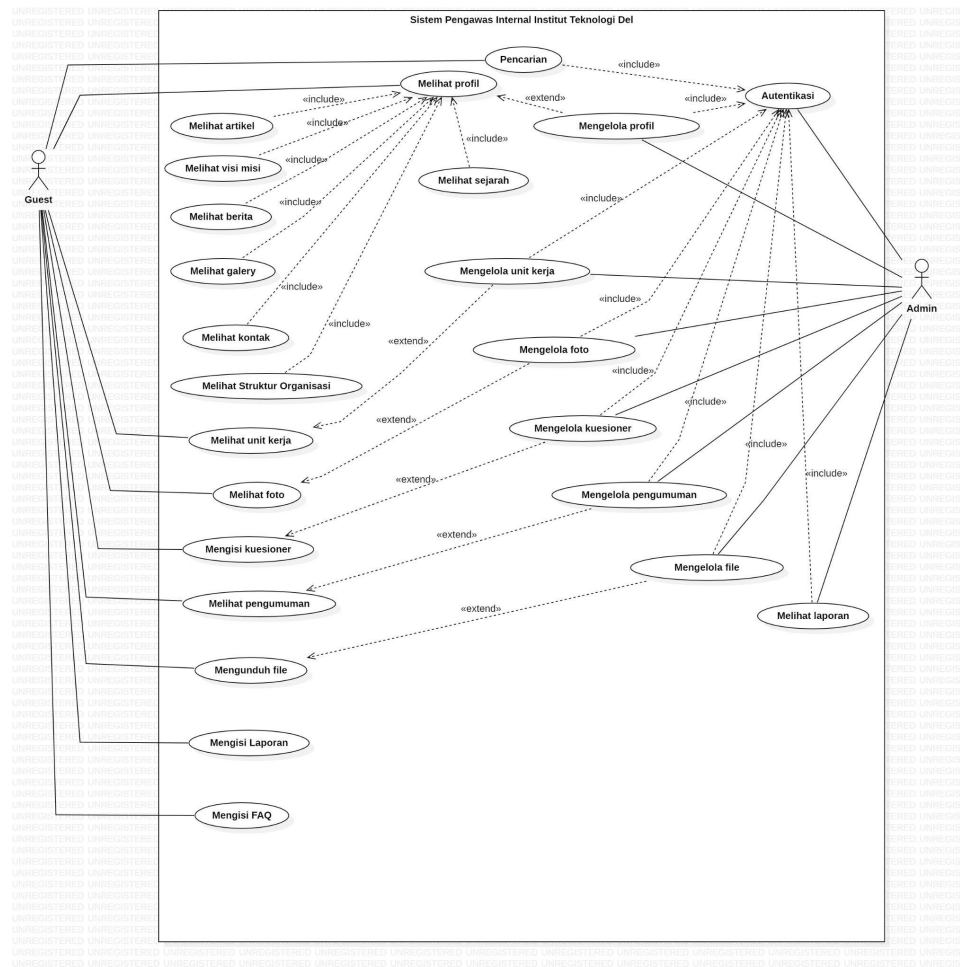 Sistem Pengawas Internal Institut Teknologi Del
Pencarian
«include»
Melihat profil
Autentikasi
«include»
«extend»
«include»
Melihat artikel
«include»
Mengelola profil
«include»
Melihat visi misi
«include»
Melihat sejarah
Guest
«include»
«include»
Melihat berita
Melihat galery
Mengelola unit kerja
«include»
«include»
Admin
Melihat kontak
«include»
«extend»
Mengelola foto
«include»
Melihat Struktur Organisasi
«include»
«extend»
Mengelola kuesioner
Melihat unit kerja
«include»
«include»
«extend»
Melihat foto
Mengelola pengumuman
«extend»
Mengisi kuesioner
Mengelola file
Melihat pengumuman
«extend»
Melihat laporan
Mengunduh file
Mengisi Laporan
Mengisi FAQ
UNREGISTERED